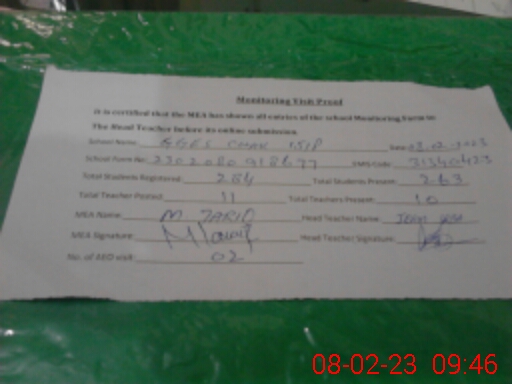 Monitoring Visit Proof
It is certified that the MEA has shown all entries of the school Monitoring Form to
The Head Teacher before its online submission.
School Name: GGES CHAK 151P Date: 08.02.2023
School Form No: EMIS Code: 31340423
Total Students Registered: 284 Total Students Present: 263
Total Teacher Posted: 11 Total Teachers Present: 10
MEA Name: M. TARIQ Head Teacher Name:
MEA Signature: Head Teacher Signature:
No. of AEO visit: 02
08-02-23 09:46